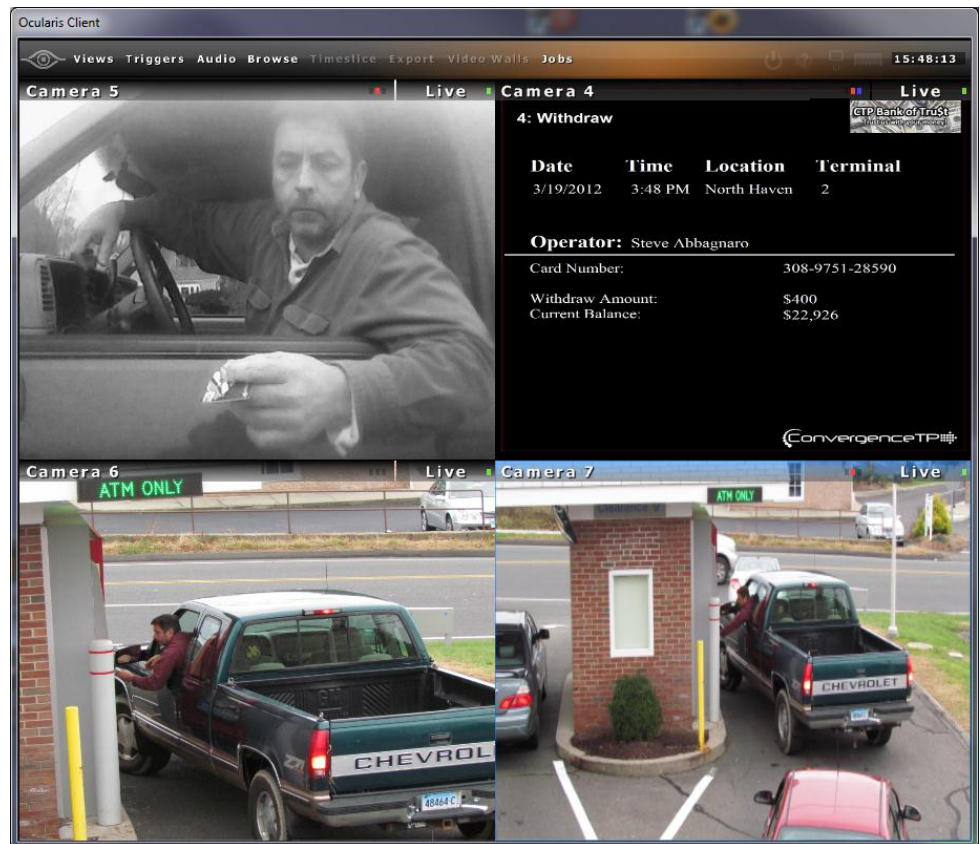 Ocularis Client
Views Triggers Audio Browse Timeslice Export Video Walls Jobs 15:48:13
Camera 5 Live
Camera 4 Live
4: Withdraw
CTP Bank of Tru$t
Date Time Location Terminal
3/19/2012 3:48 PM North Haven 2
Operator: Steve Abbagnaro
Card Number: 308-9751-28590
Withdraw Amount: $400
Current Balance: $22,926
ConvergenceTP
Camera 6 Live
ATM ONLY
Z71
CHEVROL
48464·C
Camera 7 Live
ATM ONLY
Clearance 9'
CHEVROLET